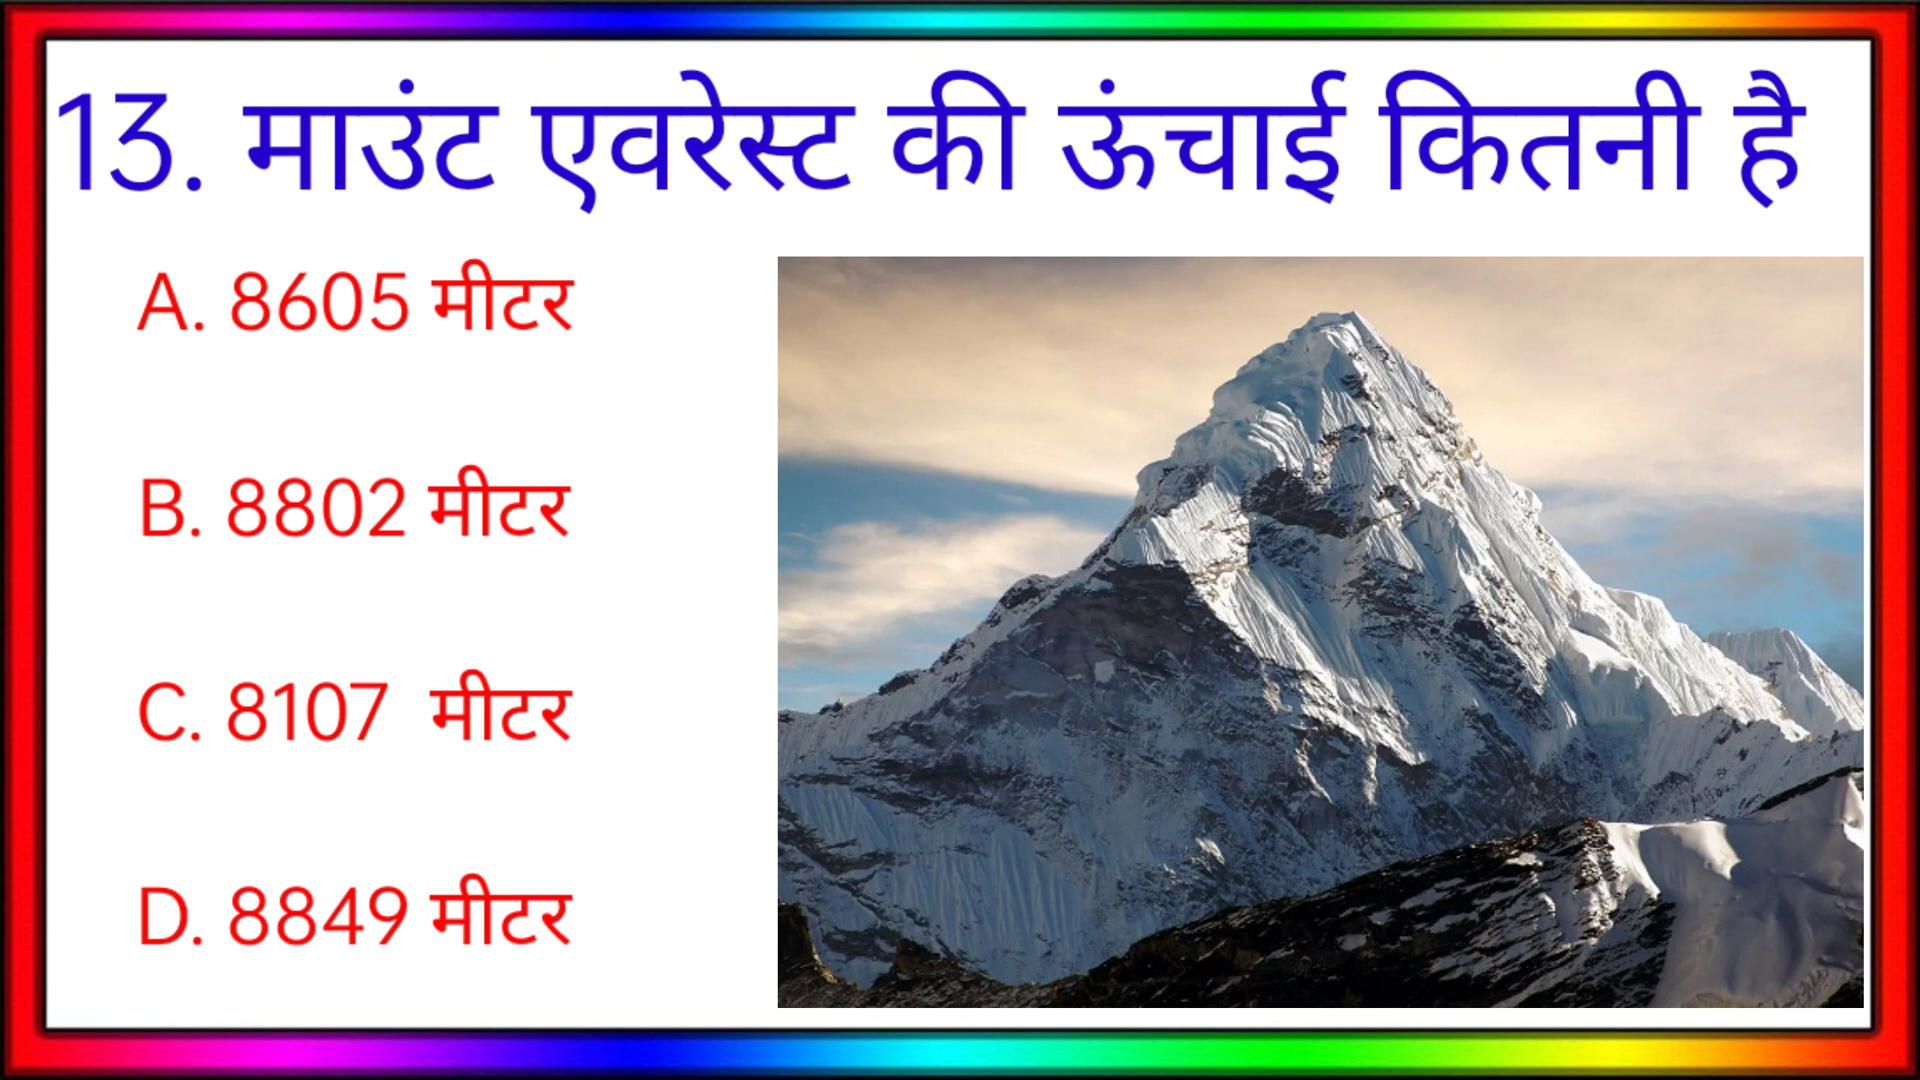 13. माउंट एवरेस्ट की ऊंचाई कितनी है
A. 8605 मीटर
B. 8802 मीटर
C. 8107 मीटर
D. 8849 मीटर